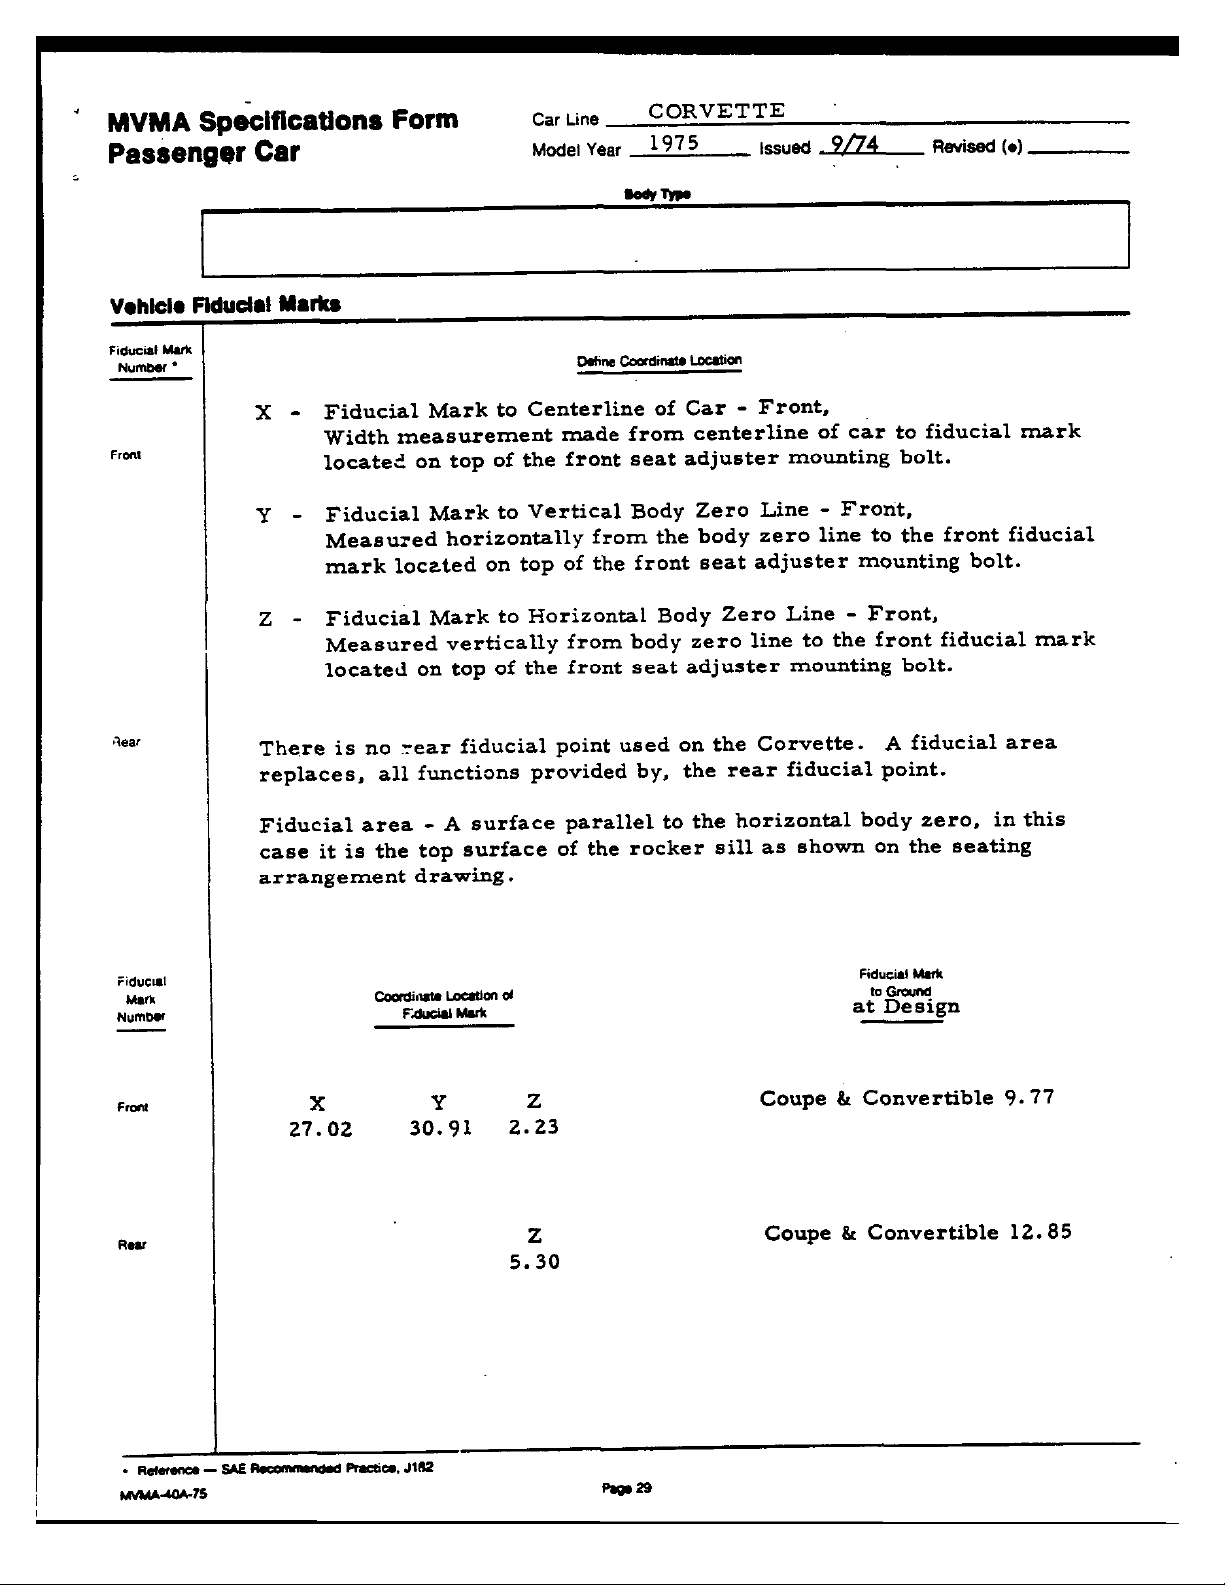 MVMA Specifications Form
Passenger Car
Car Line CORVETTE
Model Year 1975 Issued 9/74 Revised (•)
Body Type
Vehicle Fiducial Marks
Fiducial Mark
Number *
Define Coordinate Location
Front
X - Fiducial Mark to Centerline of Car - Front,
Width measurement made from centerline of car to fiducial mark
located on top of the front seat adjuster mounting bolt.
Y - Fiducial Mark to Vertical Body Zero Line - Front,
Measured horizontally from the body zero line to the front fiducial
mark located on top of the front seat adjuster mounting bolt.
Z - Fiducial Mark to Horizontal Body Zero Line - Front,
Measured vertically from body zero line to the front fiducial mark
located on top of the front seat adjuster mounting bolt.
Rear
There is no rear fiducial point used on the Corvette. A fiducial area
replaces, all functions provided by, the rear fiducial point.
Fiducial area - A surface parallel to the horizontal body zero, in this
case it is the top surface of the rocker sill as shown on the seating
arrangement drawing.
Fiducial
Mark
Number
Coordinate Location of
Fiducial Mark
Fiducial Mark
to Ground
at Design
Front
X Y Z Coupe & Convertible 9.77
27.02 30.91 2.23
Rear
Z Coupe & Convertible 12.85
5.30
* Reference — SAE Recommended Practice, J182
MVMA-40A-75
Page 29